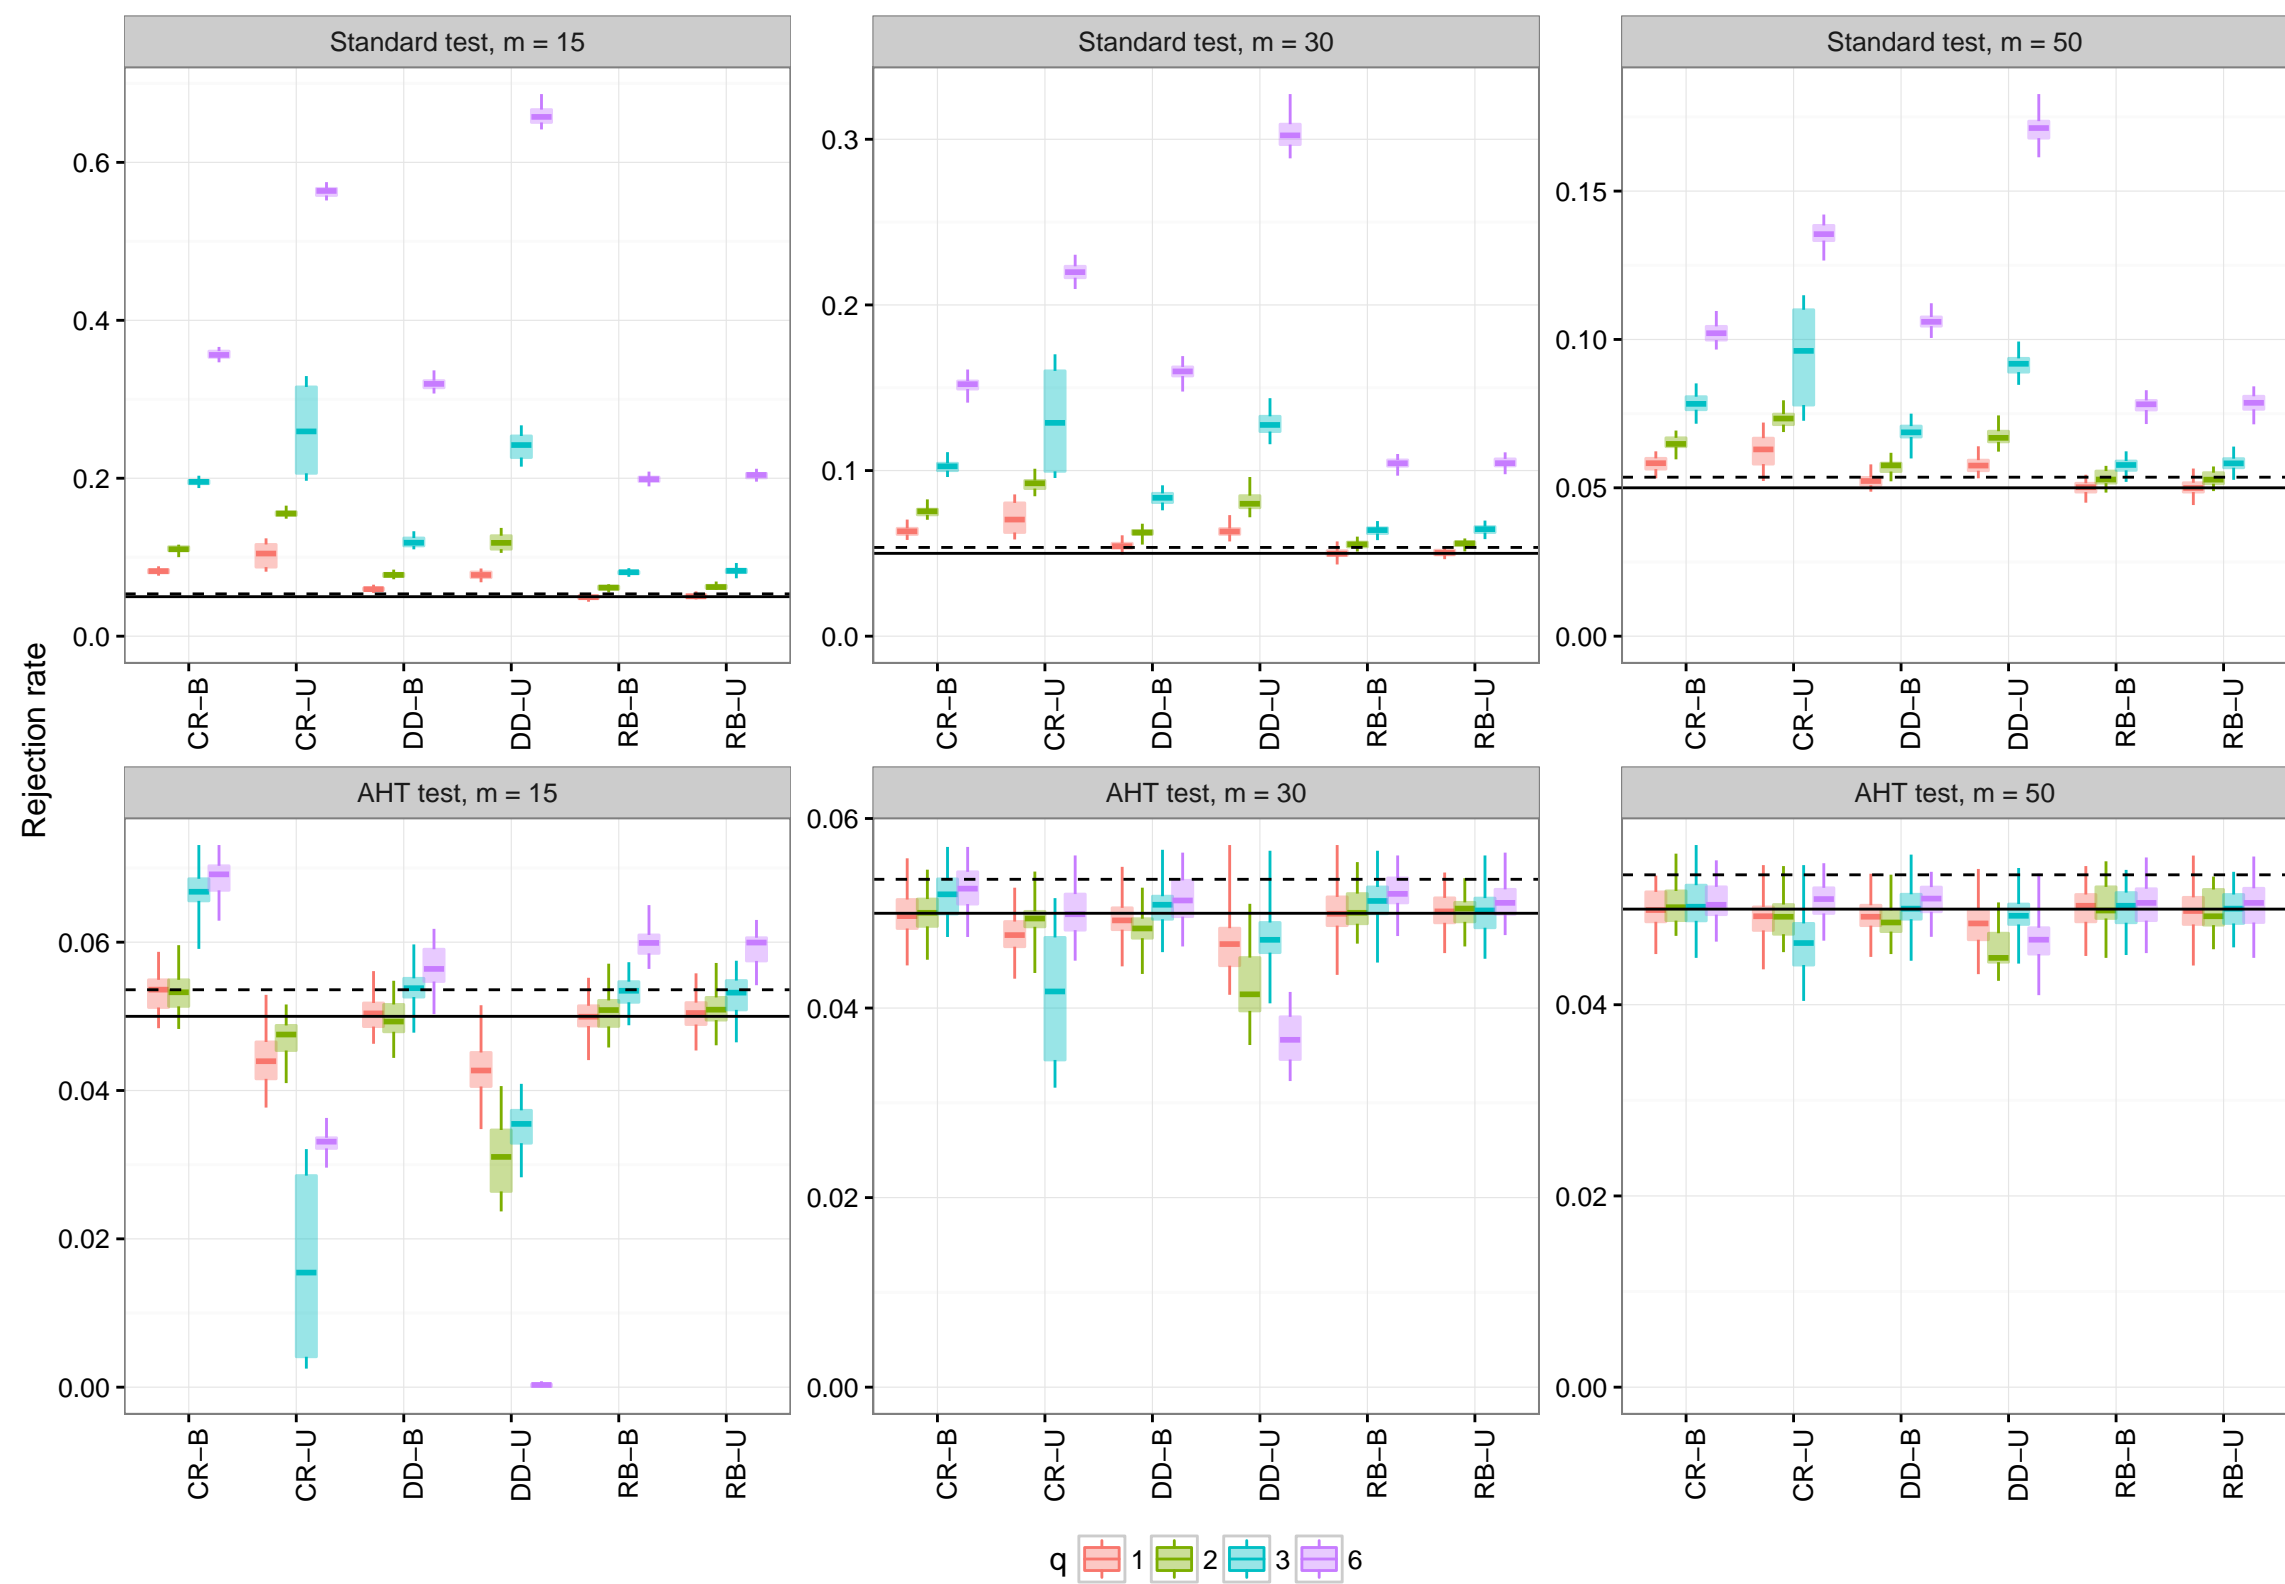 Rejection rate
Standard test, m = 15
0.6
0.4
0.2
0.0
CR−B
CR−U
DD−B
DD−U
RB−B
RB−U
Standard test, m = 30
0.3
0.2
0.1
0.0
CR−B
CR−U
DD−B
DD−U
RB−B
RB−U
Standard test, m = 50
0.15
0.10
0.05
0.00
CR−B
CR−U
DD−B
DD−U
RB−B
RB−U
AHT test, m = 15
0.06
0.04
0.02
0.00
CR−B
CR−U
DD−B
DD−U
RB−B
RB−U
AHT test, m = 30
0.06
0.04
0.02
0.00
CR−B
CR−U
DD−B
DD−U
RB−B
RB−U
AHT test, m = 50
0.04
0.02
0.00
CR−B
CR−U
DD−B
DD−U
RB−B
RB−U
q 1 2 3 6